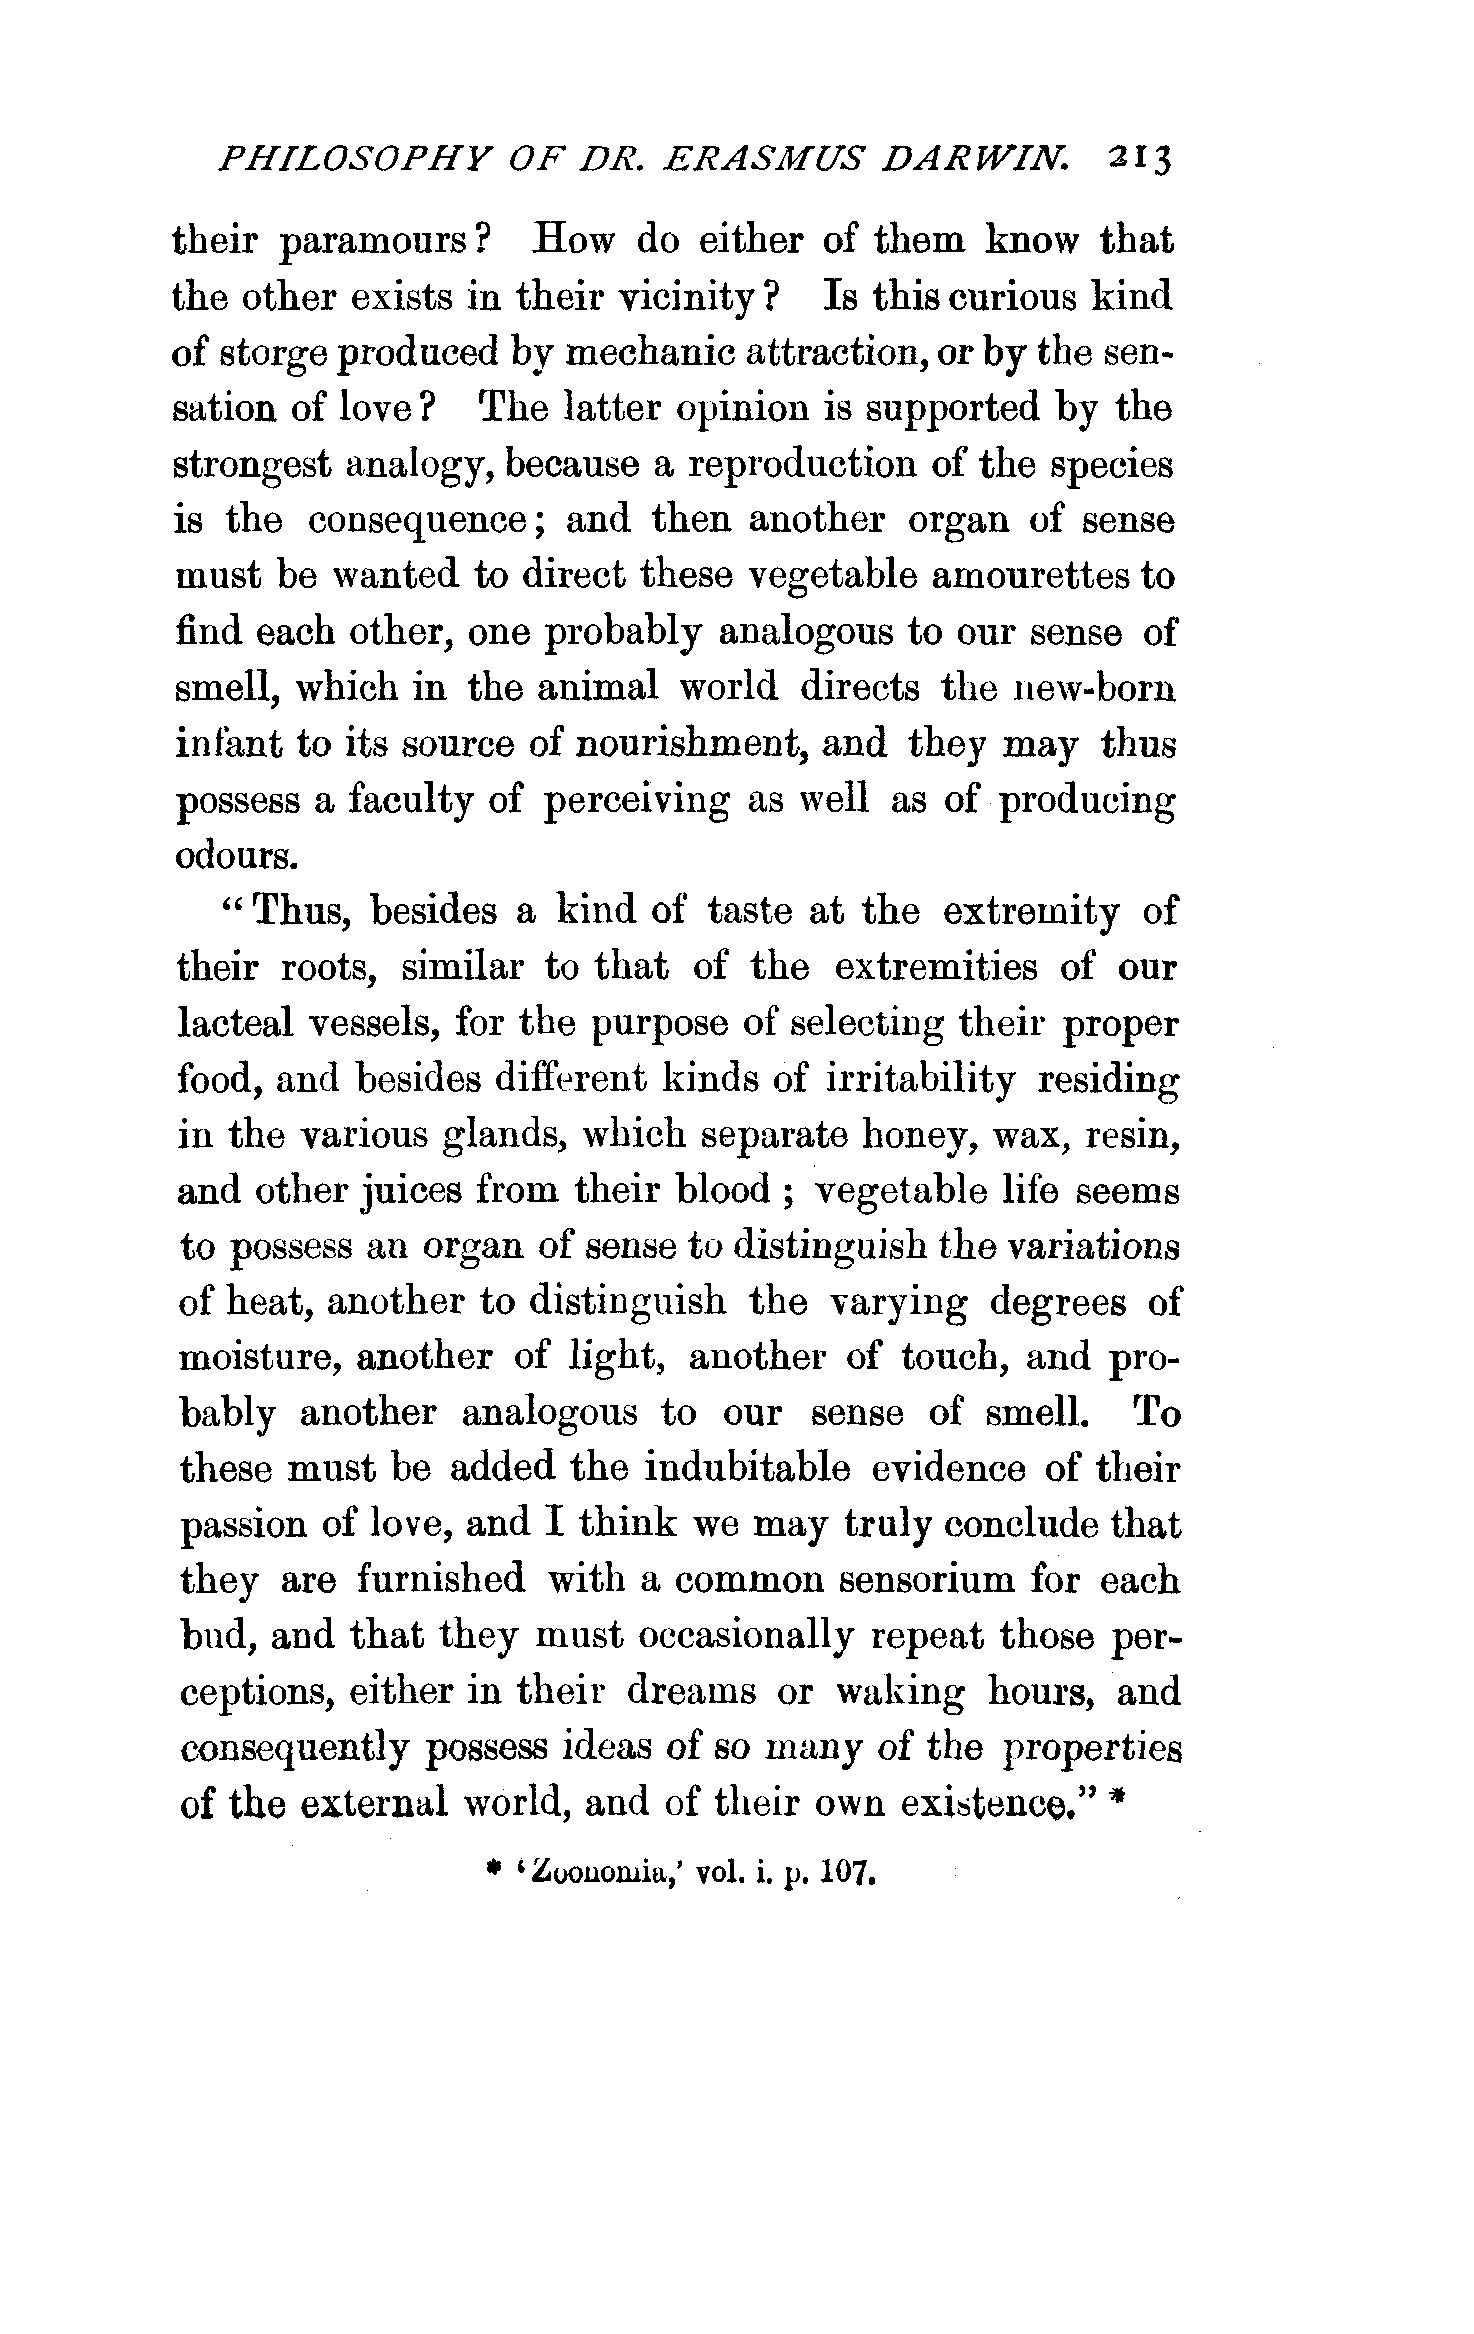 PHILOSOPHY OF DR. ERASMUS DARWIN. 213
their paramours? How do either of them know that
the other exists in their vicinity? Is this curious kind
of storge produced by mechanic attraction, or by the sen-
sation of love? The latter opinion is supported by the
strongest analogy, because a reproduction of the species
is the consequence; and then another organ of sense
must be wanted to direct these vegetable amourettes to
find each other, one probably analogous to our sense of
smell, which in the animal world directs the new-born
infant to its source of nourishment, and they may thus
possess a faculty of perceiving as well as of producing
odours.
"Thus, besides a kind of taste at the extremity of
their roots, similar to that of the extremities of our
lacteal vessels, for the purpose of selecting their proper
food, and besides different kinds of irritability residing
in the various glands, which separate honey, wax, resin,
and other juices from their blood; vegetable life seems
to possess an organ of sense to distinguish the variations
of heat, another to distinguish the varying degrees of
moisture, another of light, another of touch, and pro-
bably another analogous to our sense of smell. To
these must be added the indubitable evidence of their
passion of love, and I think we may truly conclude that
they are furnished with a common sensorium for each
bud, and that they must occasionally repeat those per-
ceptions, either in their dreams or waking hours, and
consequently possess ideas of so many of the properties
of the external world, and of their own existence." *
* 'Zoonomia,' vol. i. p. 107.